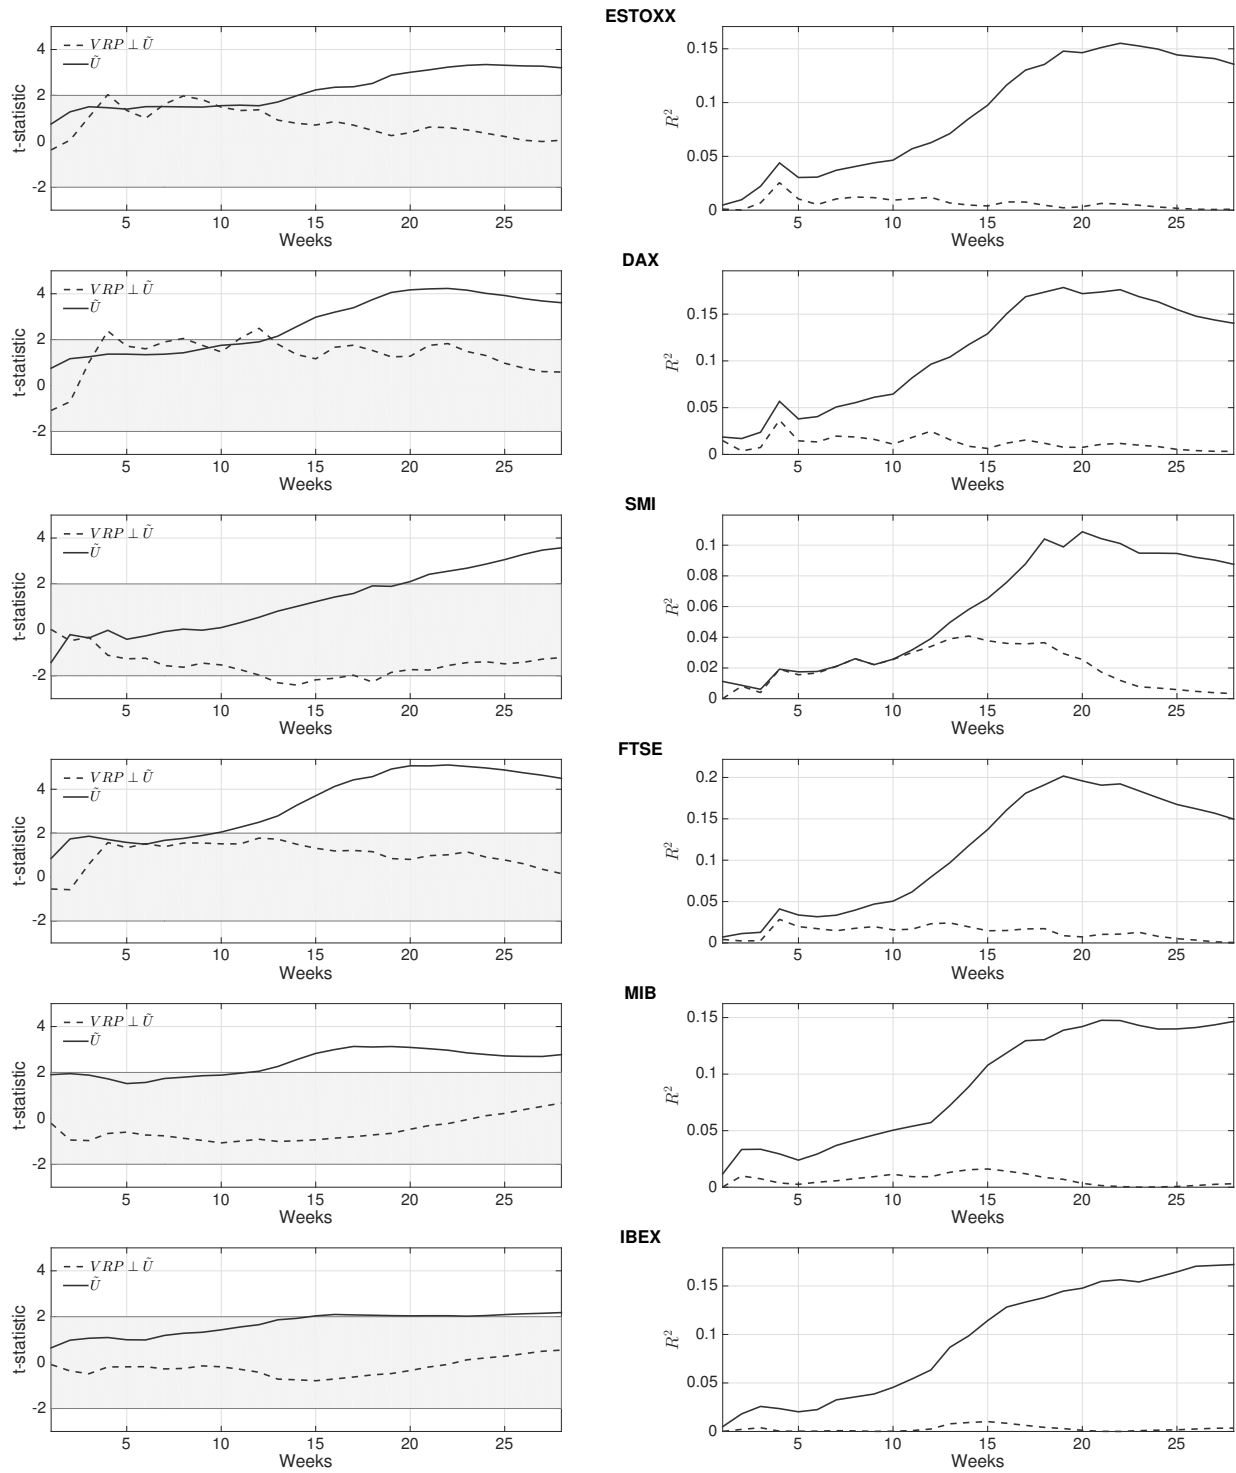 ESTOXX
VRP ⊥ Ũ
Ũ
t-statistic
4
2
0
-2
5 10 15 20 25
Weeks
R²
0.15
0.1
0.05
0
5 10 15 20 25
Weeks
DAX
VRP ⊥ Ũ
Ũ
t-statistic
4
2
0
-2
5 10 15 20 25
Weeks
R²
0.15
0.1
0.05
0
5 10 15 20 25
Weeks
SMI
VRP ⊥ Ũ
Ũ
t-statistic
4
2
0
-2
5 10 15 20 25
Weeks
R²
0.1
0.08
0.06
0.04
0.02
0
5 10 15 20 25
Weeks
FTSE
VRP ⊥ Ũ
Ũ
t-statistic
4
2
0
-2
5 10 15 20 25
Weeks
R²
0.2
0.15
0.1
0.05
0
5 10 15 20 25
Weeks
MIB
VRP ⊥ Ũ
Ũ
t-statistic
4
2
0
-2
5 10 15 20 25
Weeks
R²
0.15
0.1
0.05
0
5 10 15 20 25
Weeks
IBEX
VRP ⊥ Ũ
Ũ
t-statistic
4
2
0
-2
5 10 15 20 25
Weeks
R²
0.15
0.1
0.05
0
5 10 15 20 25
Weeks